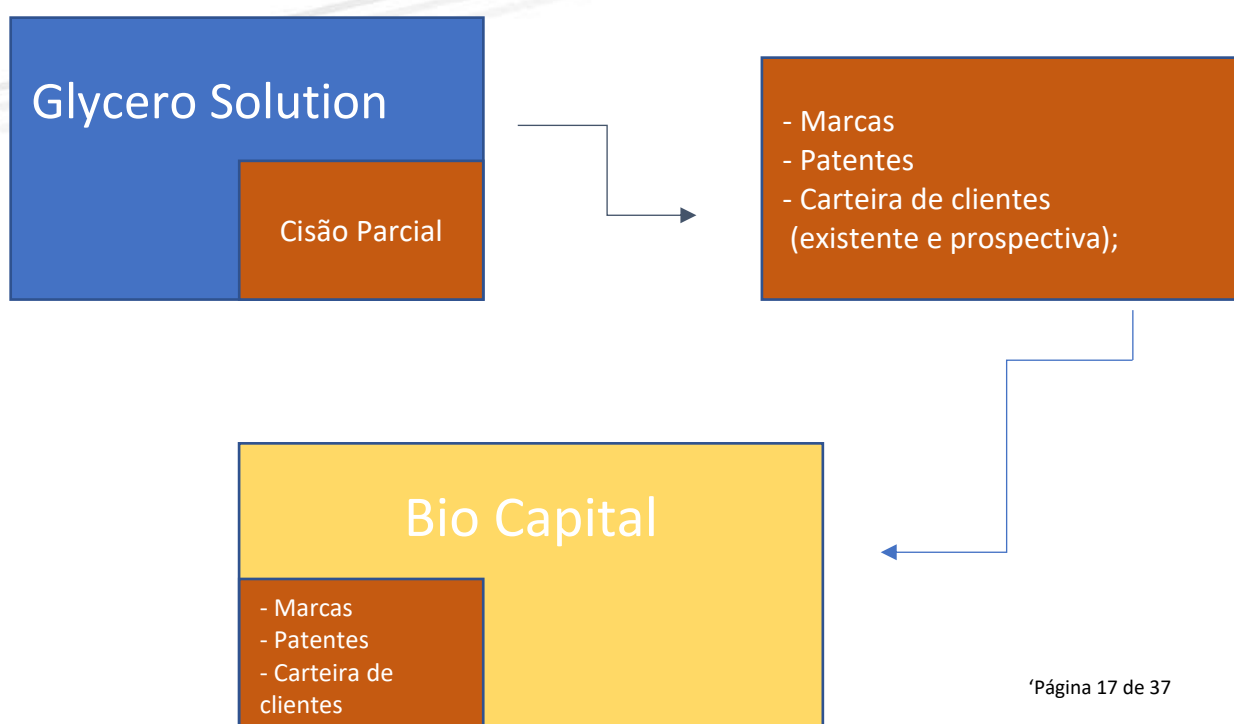 Glycero Solution
Cisão Parcial
- Marcas
- Patentes
- Carteira de clientes
(existente e prospectiva);
Bio Capital
- Marcas
- Patentes
- Carteira de
clientes
‘Página 17 de 37